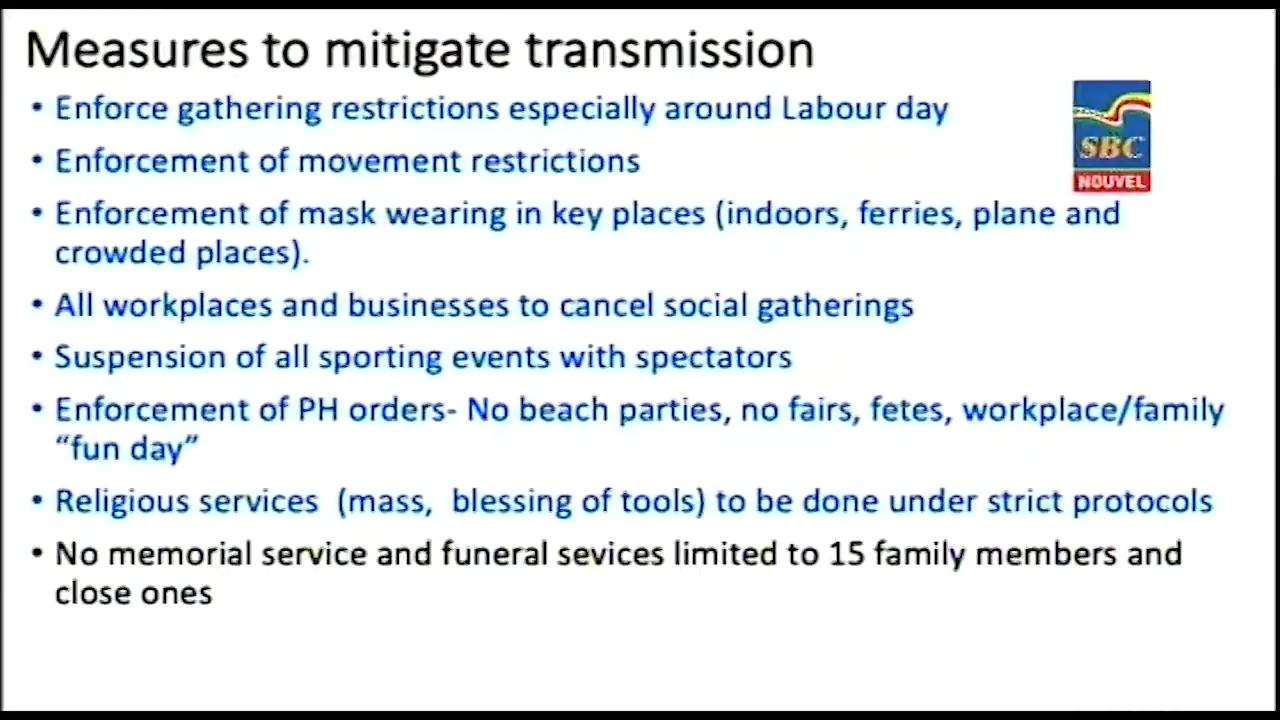 Measures to mitigate transmission
• Enforce gathering restrictions especially around Labour day
• Enforcement of movement restrictions
• Enforcement of mask wearing in key places (indoors, ferries, plane and
crowded places).
• All workplaces and businesses to cancel social gatherings
• Suspension of all sporting events with spectators
• Enforcement of PH orders- No beach parties, no fairs, fetes, workplace/family
“fun day”
• Religious services (mass, blessing of tools) to be done under strict protocols
• No memorial service and funeral sevices limited to 15 family members and
close ones
SBC
NOUVEL